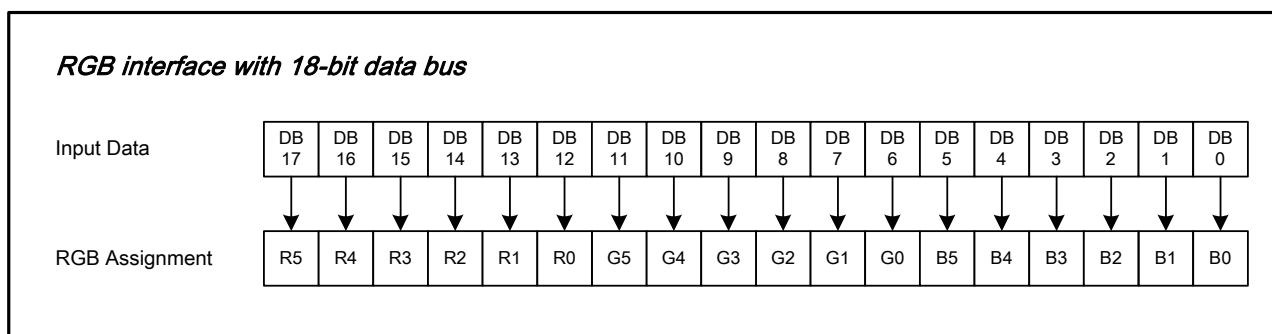 RGB interface with 18-bit data bus
Input Data DB 17 DB 16 DB 15 DB 14 DB 13 DB 12 DB 11 DB 10 DB 9 DB 8 DB 7 DB 6 DB 5 DB 4 DB 3 DB 2 DB 1 DB 0
RGB Assignment R5 R4 R3 R2 R1 R0 G5 G4 G3 G2 G1 G0 B5 B4 B3 B2 B1 B0